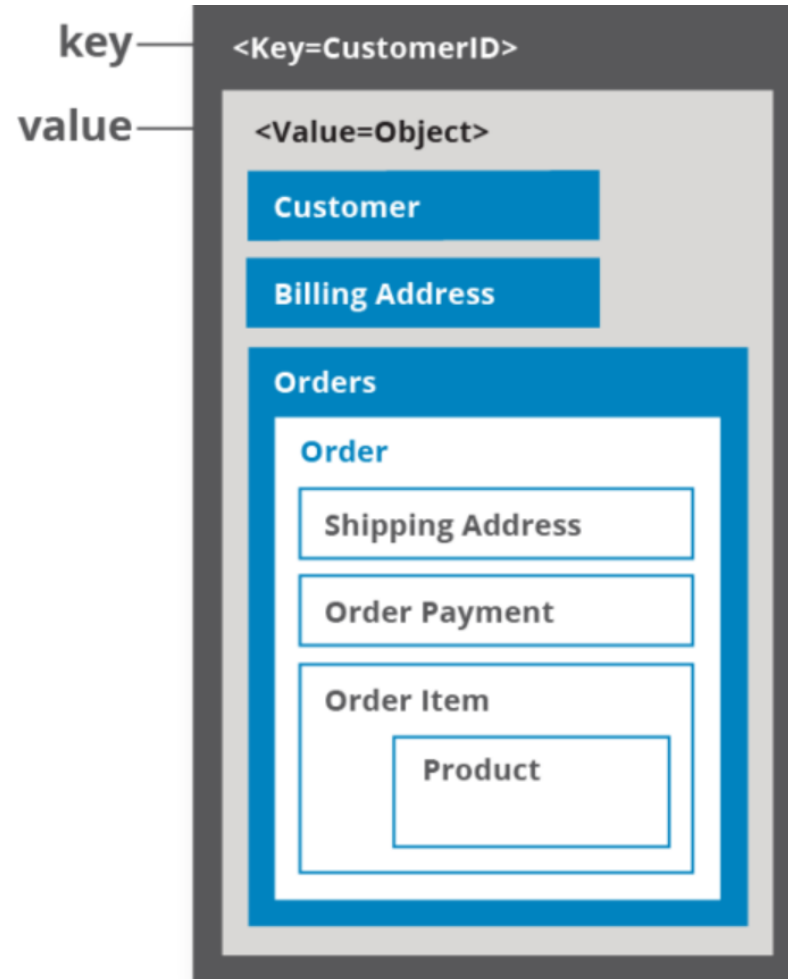 key
<Key=CustomerID>
value
<Value=Object>
Customer
Billing Address
Orders
Order
Shipping Address
Order Payment
Order Item
Product